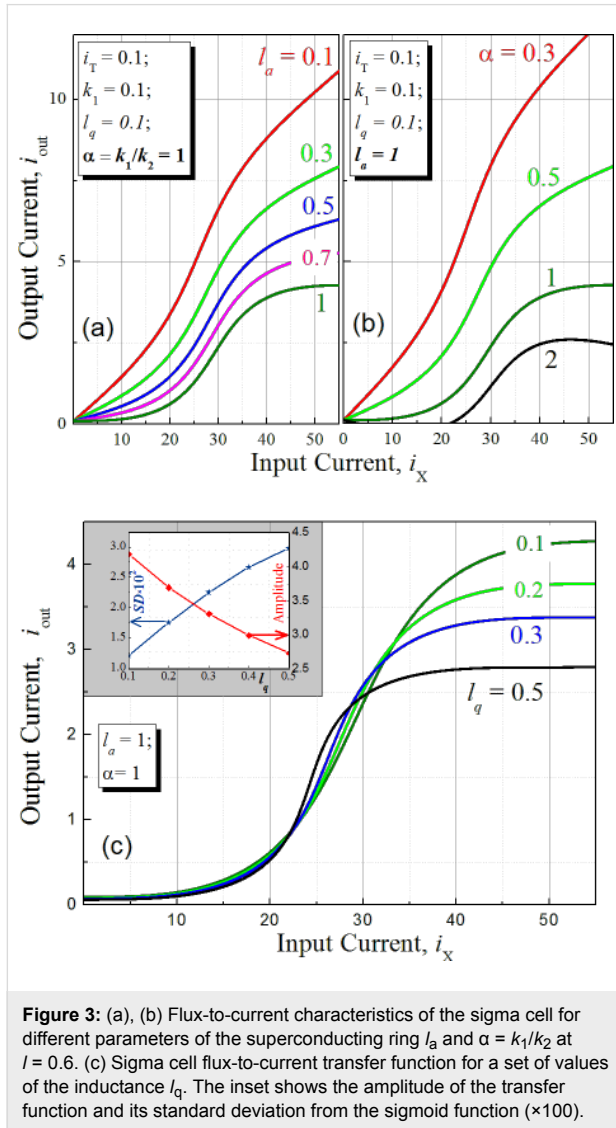 i_T = 0.1;
k_1 = 0.1;
l_q = 0.1;
α = k_1/k_2 = 1
l_a = 0.1
0.3
0.5
0.7
1
(a)
Output Current, i_out
0
5
10
10
20
30
40
50
Input Current, i_X
i_T = 0.1;
k_1 = 0.1;
l_q = 0.1;
l_a = 1
α = 0.3
0.5
1
2
(b)
0
10
20
30
40
50
3.0
2.5
2.0
1.5
1.0
SD·10²
4.5
4.0
3.5
3.0
2.5
Amplitude
0.1
0.2
0.3
0.4
0.5
l_q
0.1
0.2
0.3
l_q = 0.5
l_a = 1;
α= 1
(c)
Output Current, i_out
4
3
2
1
0
10
20
30
40
50
Input Current, i_X
Figure 3: (a), (b) Flux-to-current characteristics of the sigma cell for
different parameters of the superconducting ring l_a and α = k_1/k_2 at
l = 0.6. (c) Sigma cell flux-to-current transfer function for a set of values
of the inductance l_q. The inset shows the amplitude of the transfer
function and its standard deviation from the sigmoid function (×100).